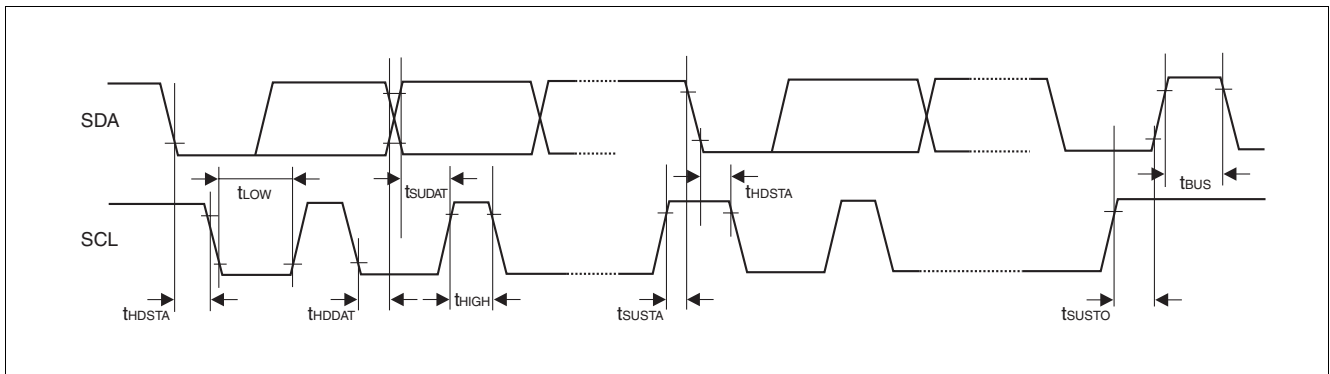 SDA
tLOW
tSUDAT
tHDSTA
tBUS
SCL
tHDSTA
tHDDAT
tHIGH
tSUSTA
tSUSTO